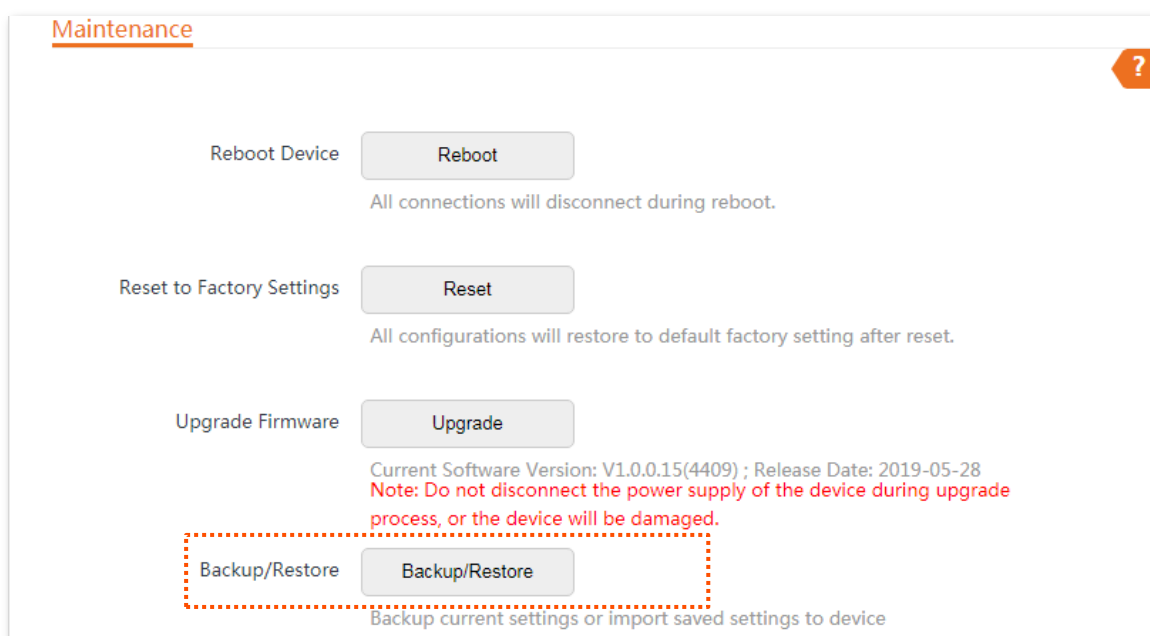 Maintenance
?
Reboot Device Reboot
All connections will disconnect during reboot.
Reset to Factory Settings Reset
All configurations will restore to default factory setting after reset.
Upgrade Firmware Upgrade
Current Software Version: V1.0.0.15(4409) ; Release Date: 2019-05-28
Note: Do not disconnect the power supply of the device during upgrade
process, or the device will be damaged.
Backup/Restore Backup/Restore
Backup current settings or import saved settings to device